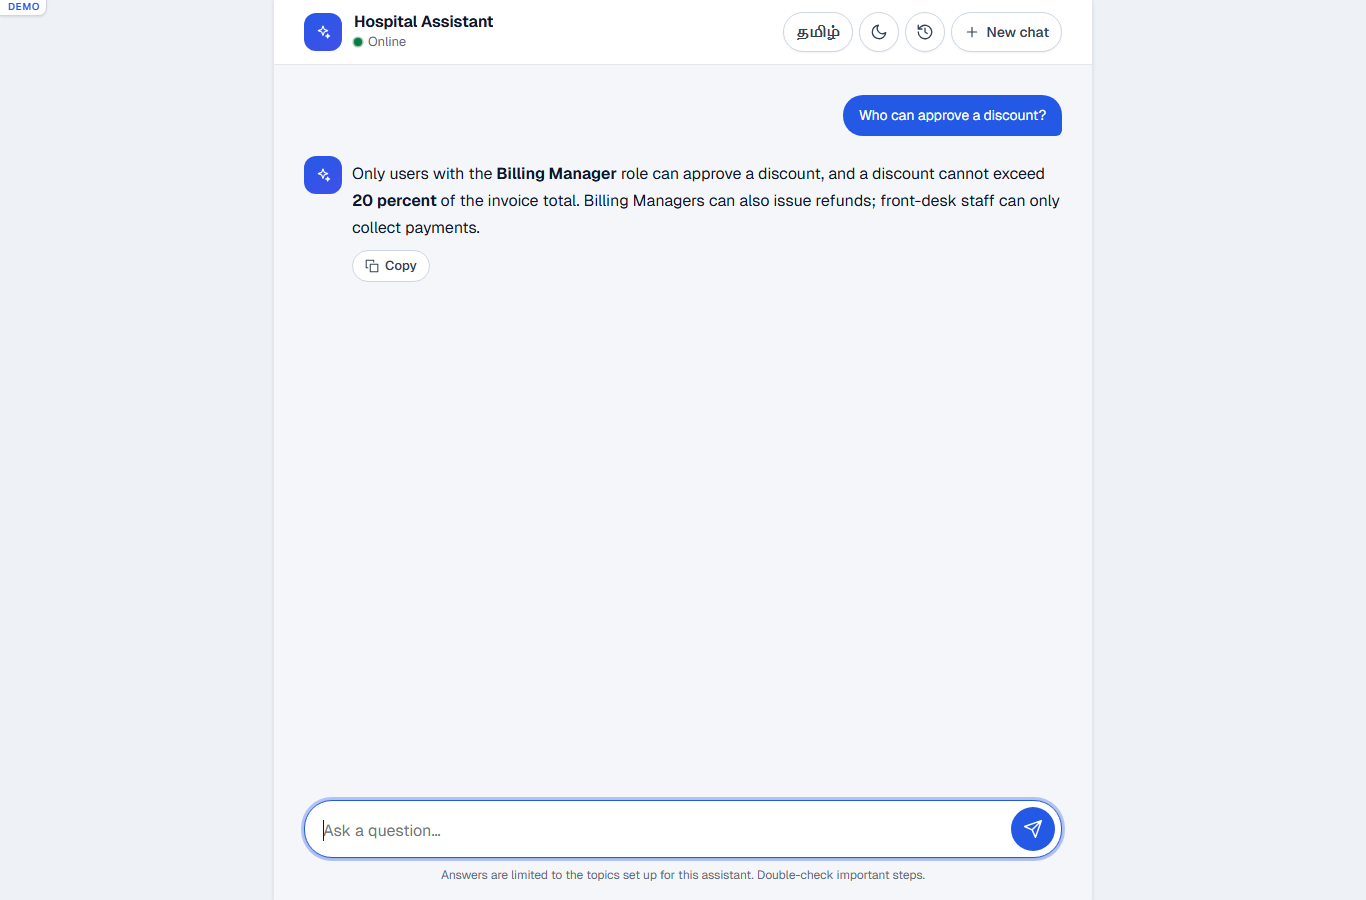 DEMO
Hospital Assistant
Online
தமிழ்
New chat
Who can approve a discount?
Only users with the Billing Manager role can approve a discount, and a discount cannot exceed
20 percent of the invoice total. Billing Managers can also issue refunds; front-desk staff can only
collect payments.
Copy
Ask a question...
Answers are limited to the topics set up for this assistant. Double-check important steps.